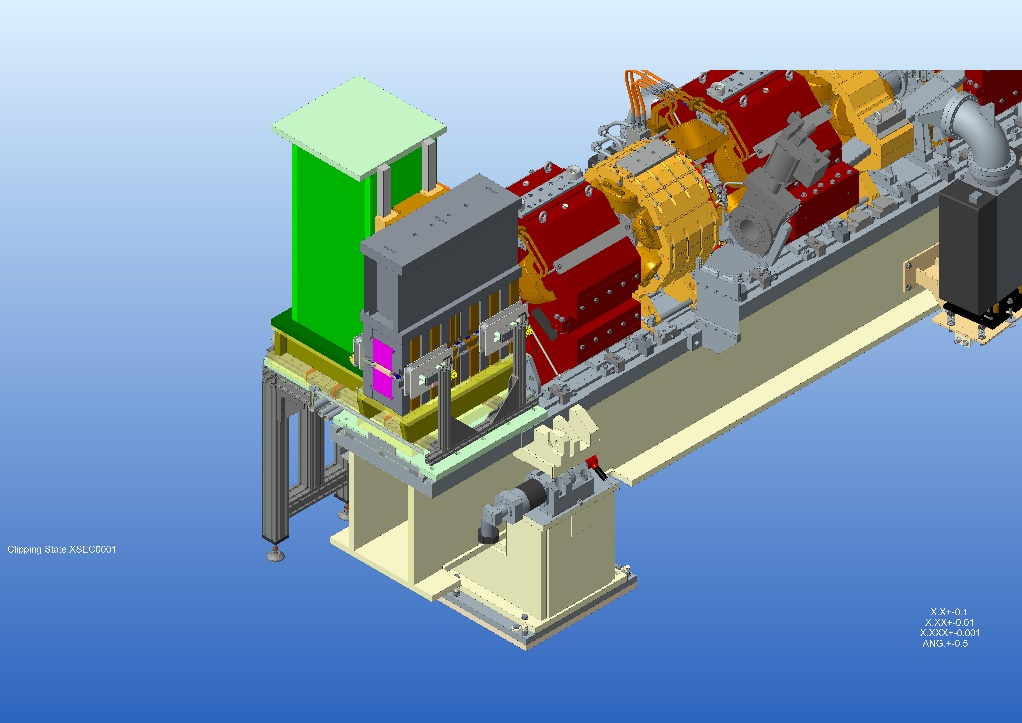 Clipping State XSEC0001
X.X+-0.1
X.XX+-0.01
X.XXX+-0.001
ANG.+-0.5